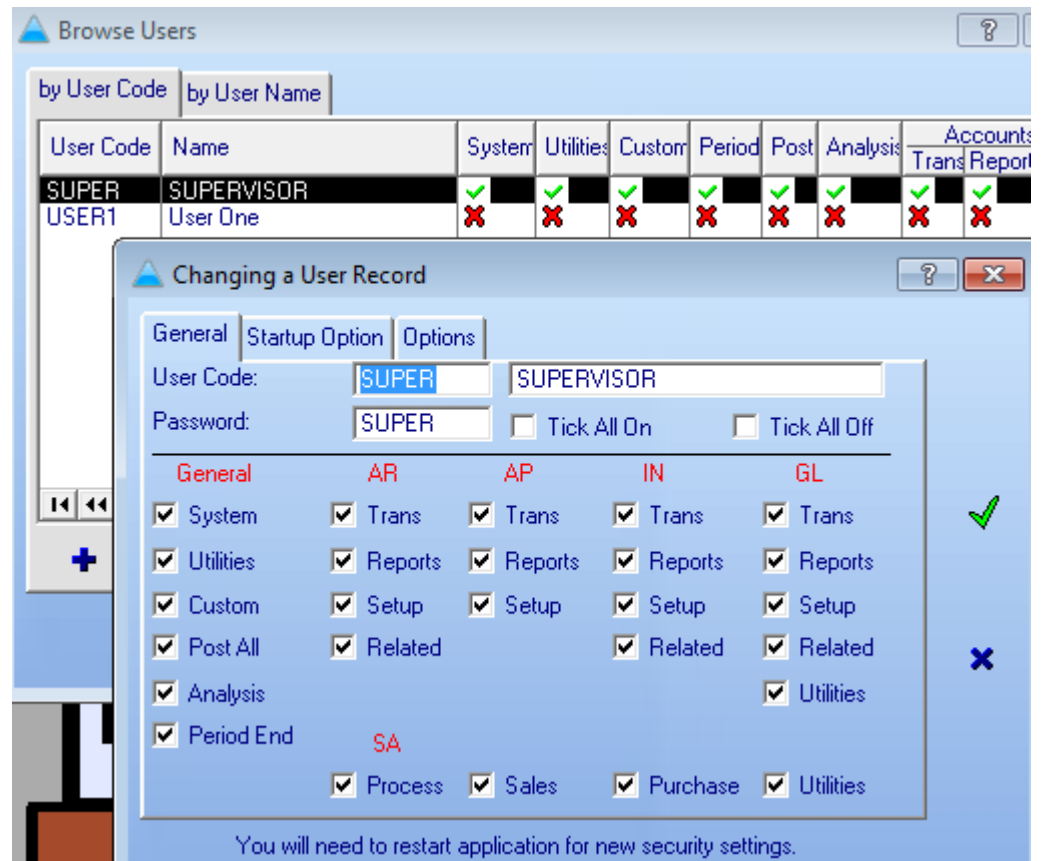 Browse Users
by User Code by User Name
User Code Name System Utilities Custom Period Post Analysis Accounts
Trans Report
SUPER SUPERVISOR
USER1 User One
Changing a User Record
General Startup Option Options
User Code: SUPER SUPERVISOR
Password: SUPER Tick All On Tick All Off
General AR AP IN GL
System Trans Trans Trans Trans
Utilities Reports Reports Reports Reports
Custom Setup Setup Setup Setup
Post All Related Related Related
Analysis Utilities
Period End
SA
Process Sales Purchase Utilities
You will need to restart application for new security settings.